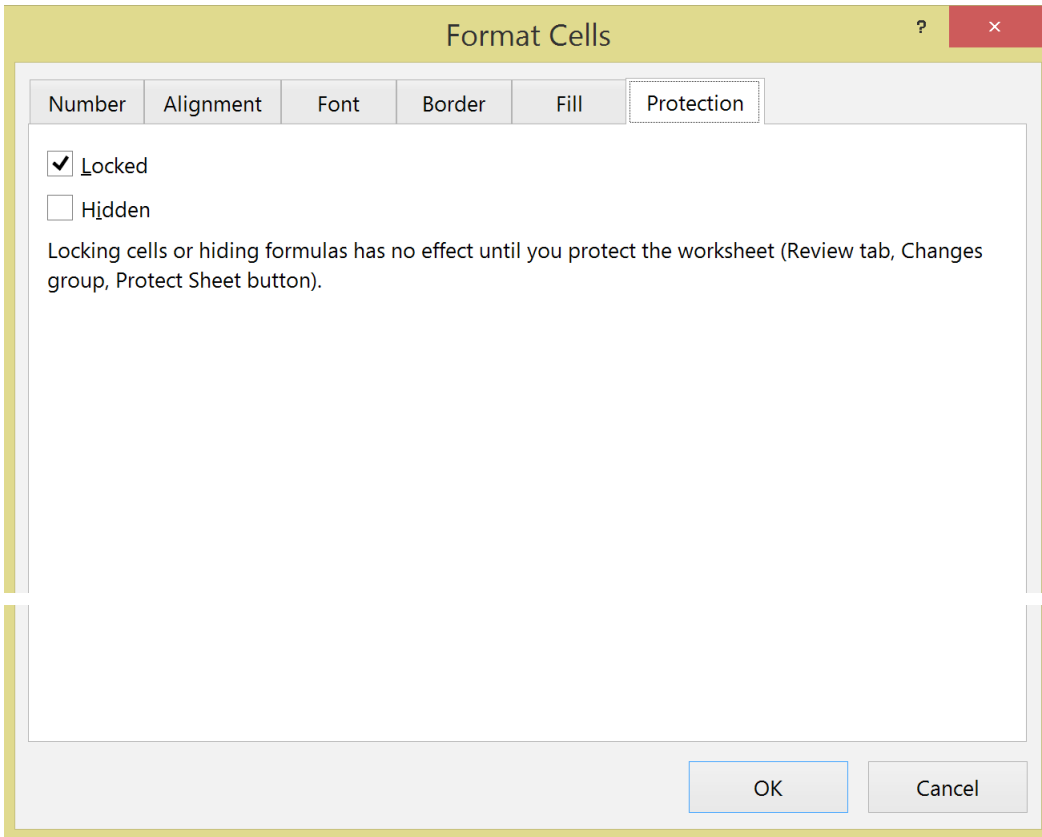 Format Cells
?
Number Alignment Font Border Fill Protection
Locked
Hidden
Locking cells or hiding formulas has no effect until you protect the worksheet (Review tab, Changes
group, Protect Sheet button).
OK Cancel